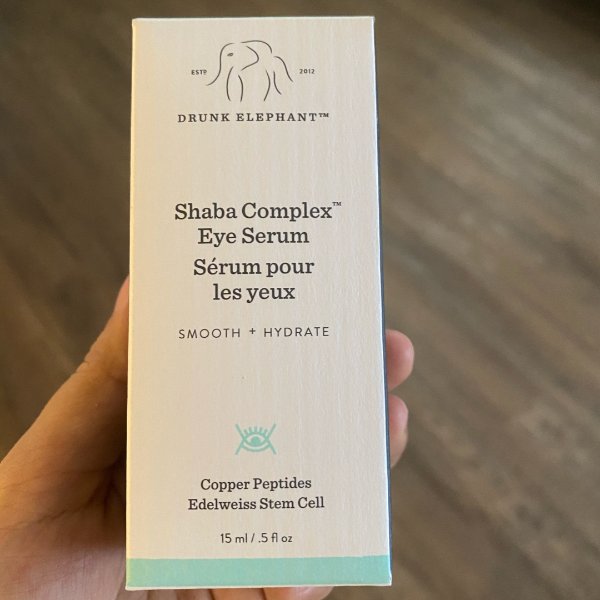 ESTD 2012
DRUNK ELEPHANT™
Shaba Complex™
Eye Serum
Sérum pour
les yeux
SMOOTH + HYDRATE
Copper Peptides
Edelweiss Stem Cell
15 ml / .5 fl oz